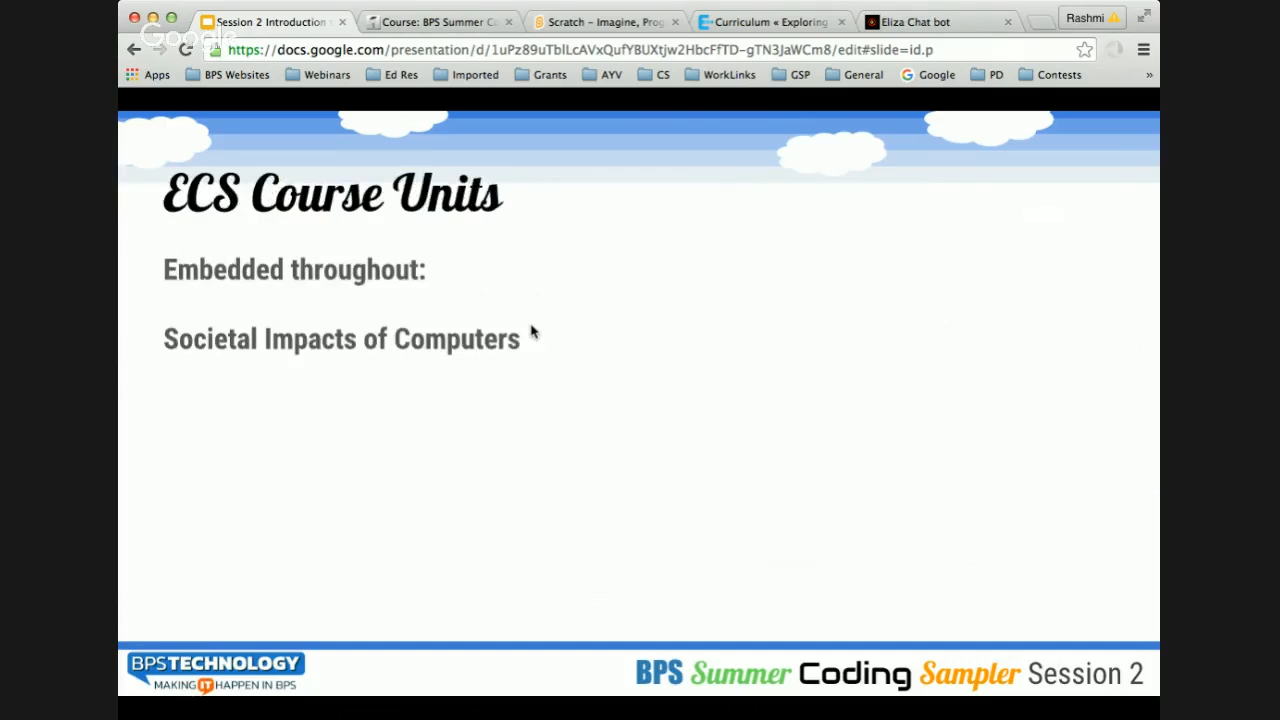 Session 2 Introduction
Course: BPS Summer Co
Scratch – Imagine, Prog
Curriculum « Exploring
Eliza Chat bot
Rashmi
Google
https://docs.google.com/presentation/d/1uPz89uTblLcAVxQufYBUXtjw2HbcFfTD-gTN3JaWCm8/edit#slide=id.p
Apps BPS Websites Webinars Ed Res Imported Grants AYV CS WorkLinks GSP General Google PD Contests »
ECS Course Units
Embedded throughout:
Societal Impacts of Computers
BPSTECHNOLOGY
MAKING IT HAPPEN IN BPS
BPS Summer Coding Sampler Session 2